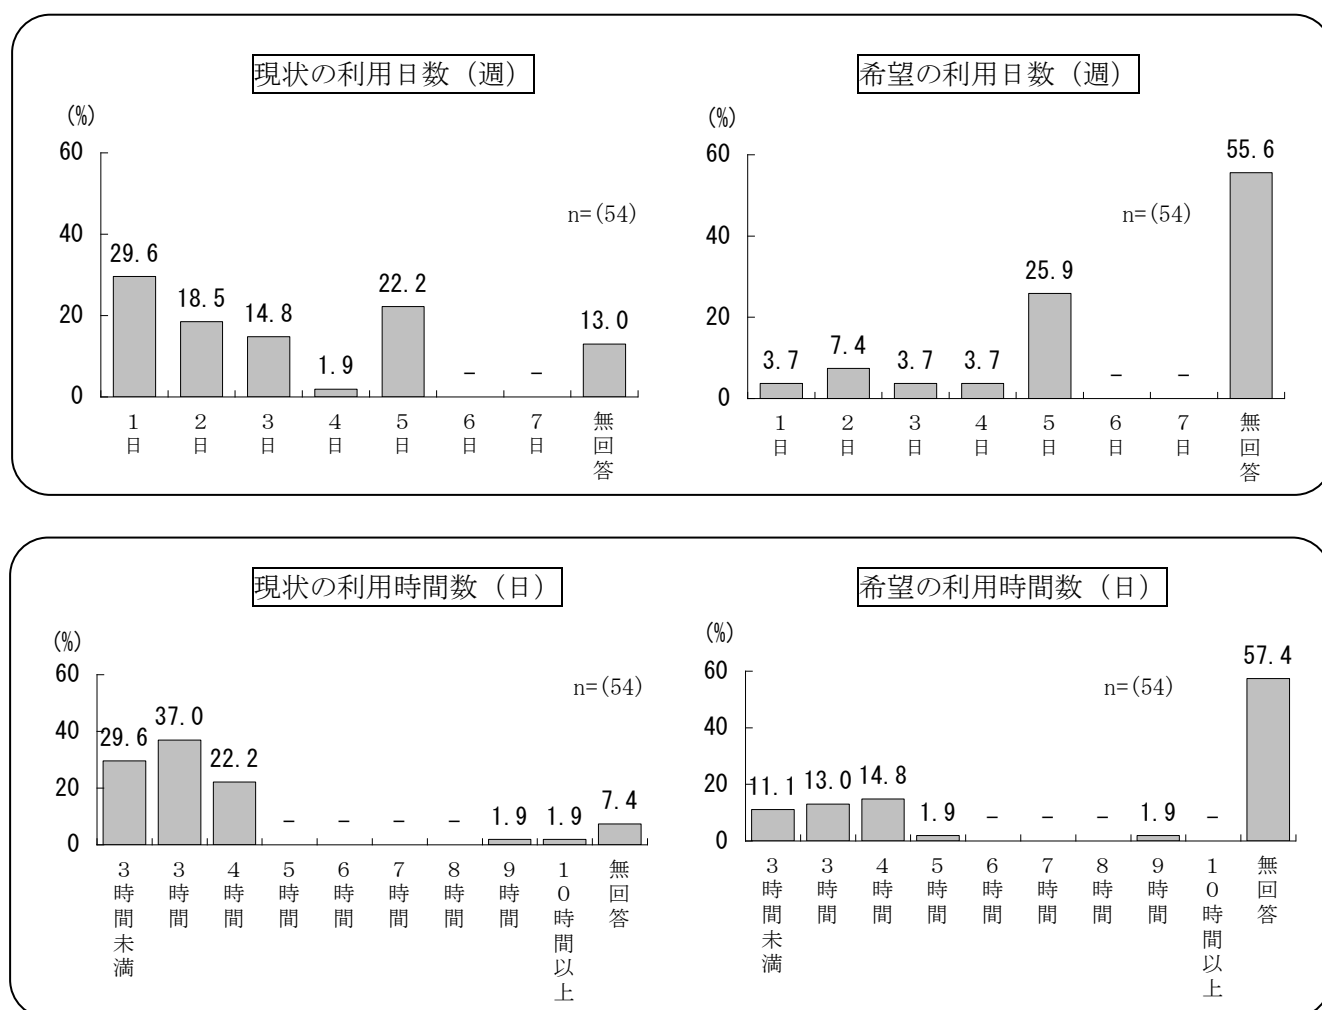 現状の利用日数（週）
(%)
60
40
20
0
n=(54)
29.6
18.5
14.8
1.9
22.2
－
－
13.0
1日
2日
3日
4日
5日
6日
7日
無回答
希望の利用日数（週）
(%)
60
40
20
0
n=(54)
3.7
7.4
3.7
3.7
25.9
－
－
55.6
1日
2日
3日
4日
5日
6日
7日
無回答
現状の利用時間数（日）
(%)
60
40
20
0
n=(54)
29.6
37.0
22.2
－
－
－
－
1.9
1.9
7.4
3時間未満
3時間
4時間
5時間
6時間
7時間
8時間
9時間
10時間以上
無回答
希望の利用時間数（日）
(%)
60
40
20
0
n=(54)
11.1
13.0
14.8
1.9
－
－
－
1.9
－
57.4
3時間未満
3時間
4時間
5時間
6時間
7時間
8時間
9時間
10時間以上
無回答